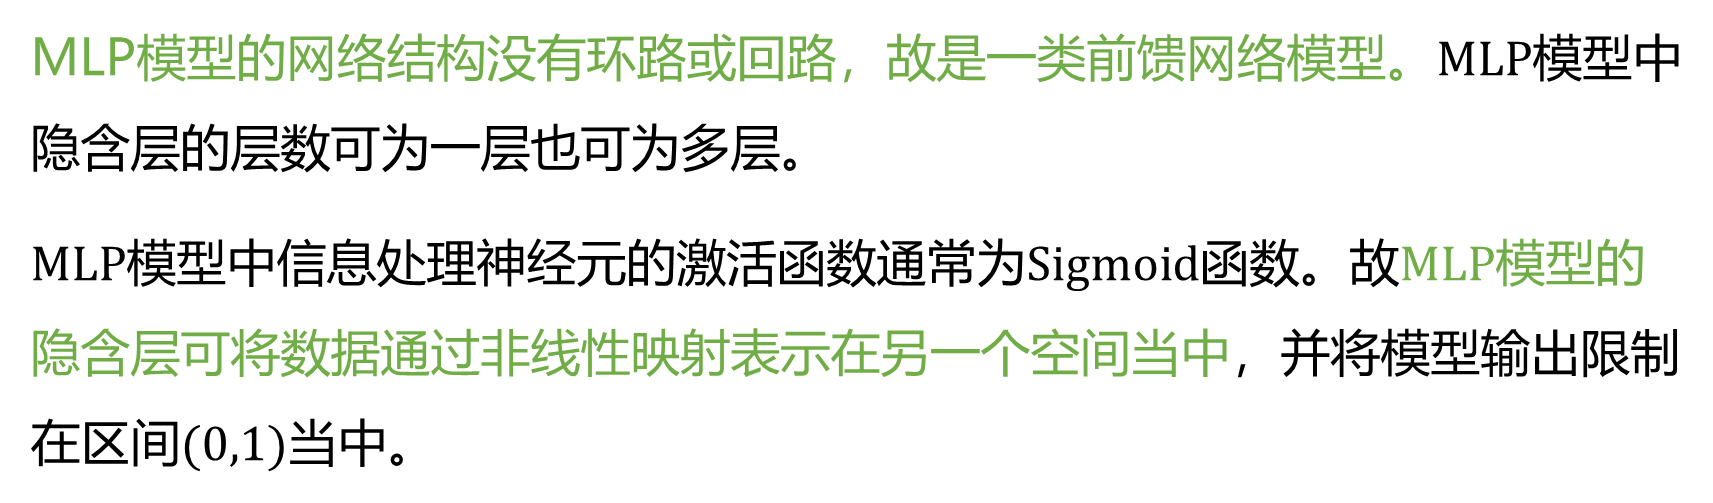 MLP模型的网络结构没有环路或回路，故是一类前馈网络模型。MLP模型中
隐含层的层数可为一层也可为多层。
MLP模型中信息处理神经元的激活函数通常为Sigmoid函数。故MLP模型的
隐含层可将数据通过非线性映射表示在另一个空间当中，并将模型输出限制
在区间(0,1)当中。